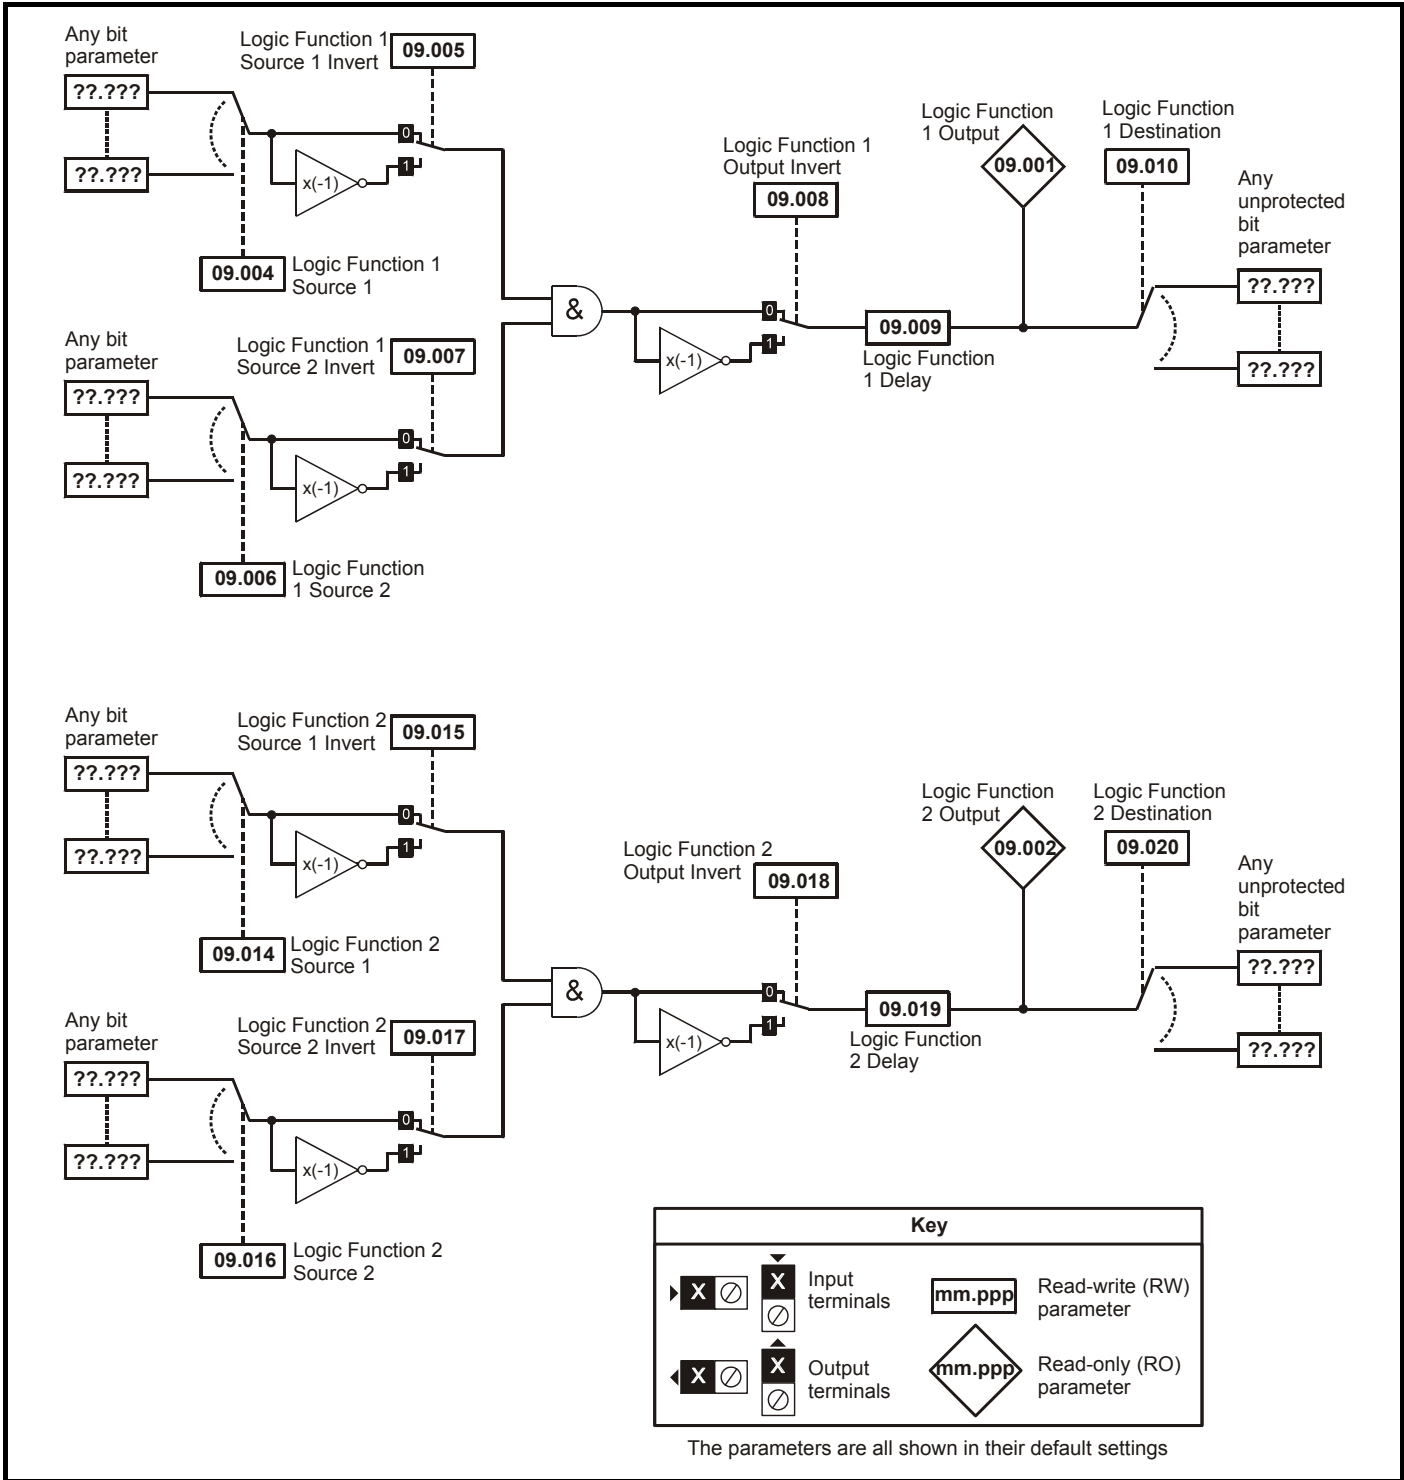 Any bit
parameter
??.???
??.???
Logic Function 1
Source 1 Invert
09.005
0
1
x(-1)
09.004
Logic Function 1
Source 1
Any bit
parameter
??.???
??.???
Logic Function 1
Source 2 Invert
09.007
0
1
x(-1)
09.006
Logic Function
1 Source 2
&
Logic Function 1
Output Invert
09.008
0
1
x(-1)
09.009
Logic Function
1 Delay
Logic Function
1 Output
09.001
Logic Function
1 Destination
09.010
Any
unprotected
bit
parameter
??.???
??.???
Any bit
parameter
??.???
??.???
Logic Function 2
Source 1 Invert
09.015
0
1
x(-1)
09.014
Logic Function 2
Source 1
Any bit
parameter
??.???
??.???
Logic Function 2
Source 2 Invert
09.017
0
1
x(-1)
09.016
Logic Function 2
Source 2
&
Logic Function 2
Output Invert
09.018
0
1
x(-1)
09.019
Logic Function
2 Delay
Logic Function
2 Output
09.002
Logic Function
2 Destination
09.020
Any
unprotected
bit
parameter
??.???
??.???
Key
X
X
Input
terminals
mm.ppp
Read-write (RW)
parameter
X
X
Output
terminals
mm.ppp
Read-only (RO)
parameter
The parameters are all shown in their default settings